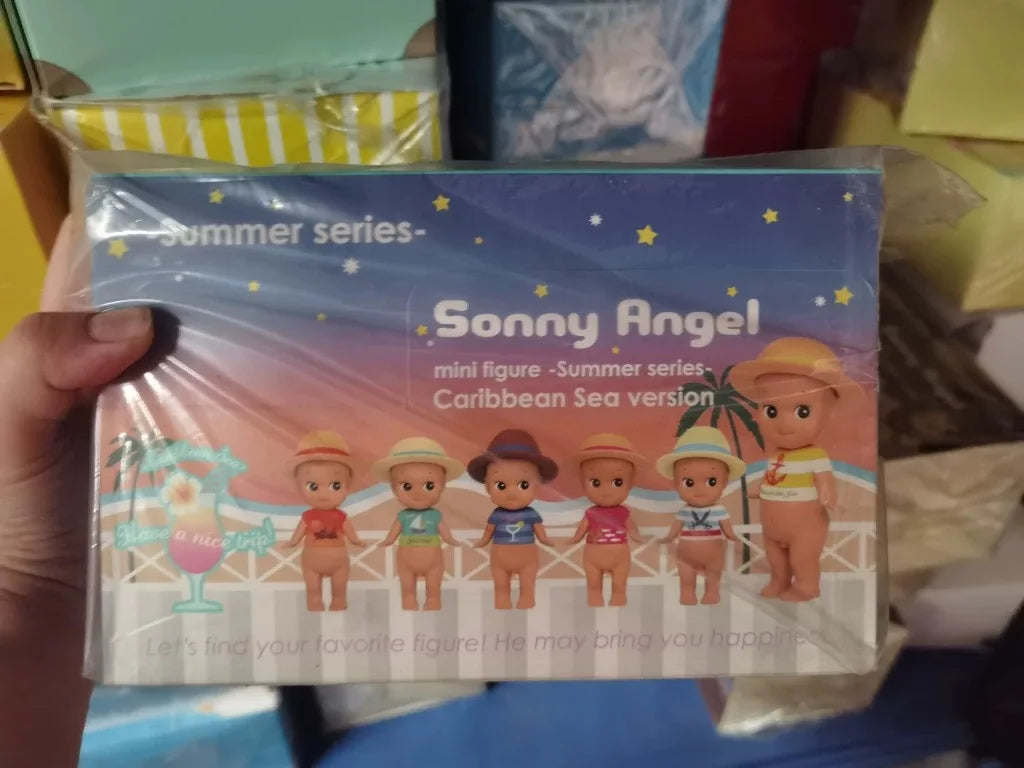 -Summer series-
Sonny Angel
mini figure -Summer series-
Caribbean Sea version
Have a nice trip!
Let's find your favorite figure! He may bring you happiness